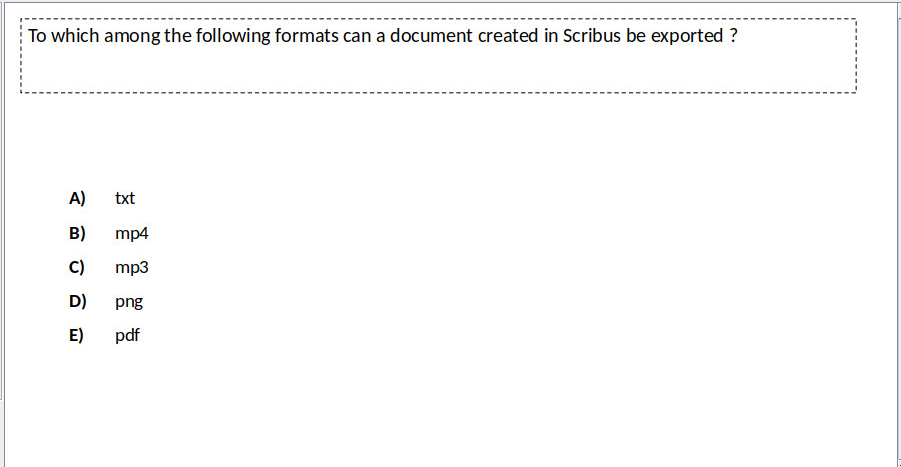 To which among the following formats can a document created in Scribus be exported ?
A) txt
B) mp4
C) mp3
D) png
E) pdf